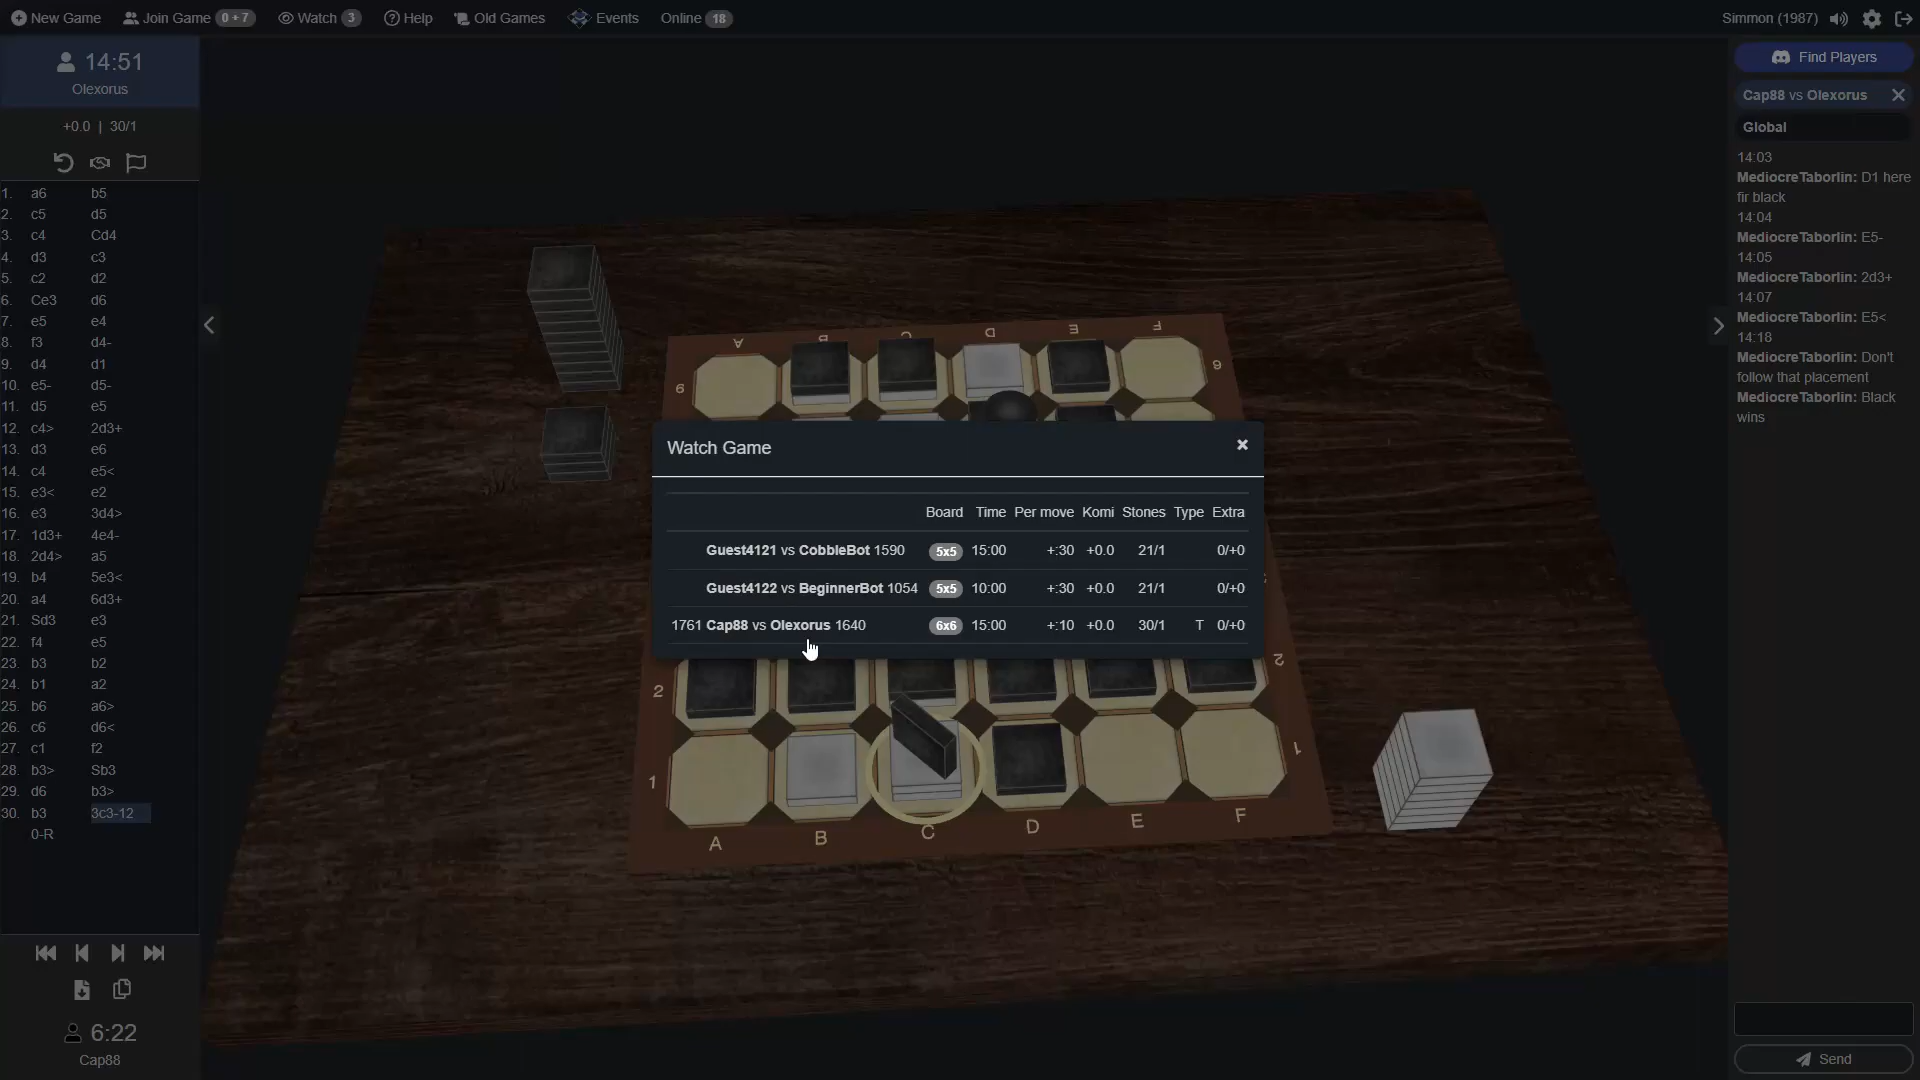 New Game Join Game 0 + 7 Watch 3 Help Old Games Events Online 18 Simmon (1987)
14:51
Olexorus
+0.0 | 30/1
1. a6 b5
2. c5 d5
3. c4 Cd4
4. d3 c3
5. c2 d2
6. Ce3 d6
7. e5 e4
8. f3 d4-
9. d4 d1
10. e5- d5-
11. d5 e5
12. c4> 2d3+
13. d3 e6
14. c4 e5<
15. e3< e2
16. e3 3d4>
17. 1d3+ 4e4-
18. 2d4> a5
19. b4 5e3<
20. a4 6d3+
21. Sd3 e3
22. f4 e5
23. b3 b2
24. b1 a2
25. b6 a6>
26. c6 d6<
27. c1 f2
28. b3> Sb3
29. d6 b3>
30. b3 3c3-12
0-R
6:22
Cap88
A B C D E F
6 6
Watch Game
Board Time Per move Komi Stones Type Extra
Guest4121 vs CobbleBot 1590 5x5 15:00 +:30 +0.0 21/1 0/+0
Guest4122 vs BeginnerBot 1054 5x5 10:00 +:30 +0.0 21/1 0/+0
1761 Cap88 vs Olexorus 1640 6x6 15:00 +:10 +0.0 30/1 T 0/+0
2 2
1 1
A B C D E F
Find Players
Cap88 vs Olexorus
Global
14:03
MediocreTaborlin: D1 here
fir black
14:04
MediocreTaborlin: E5-
14:05
MediocreTaborlin: 2d3+
14:07
MediocreTaborlin: E5<
14:18
MediocreTaborlin: Don't
follow that placement
MediocreTaborlin: Black
wins
Send